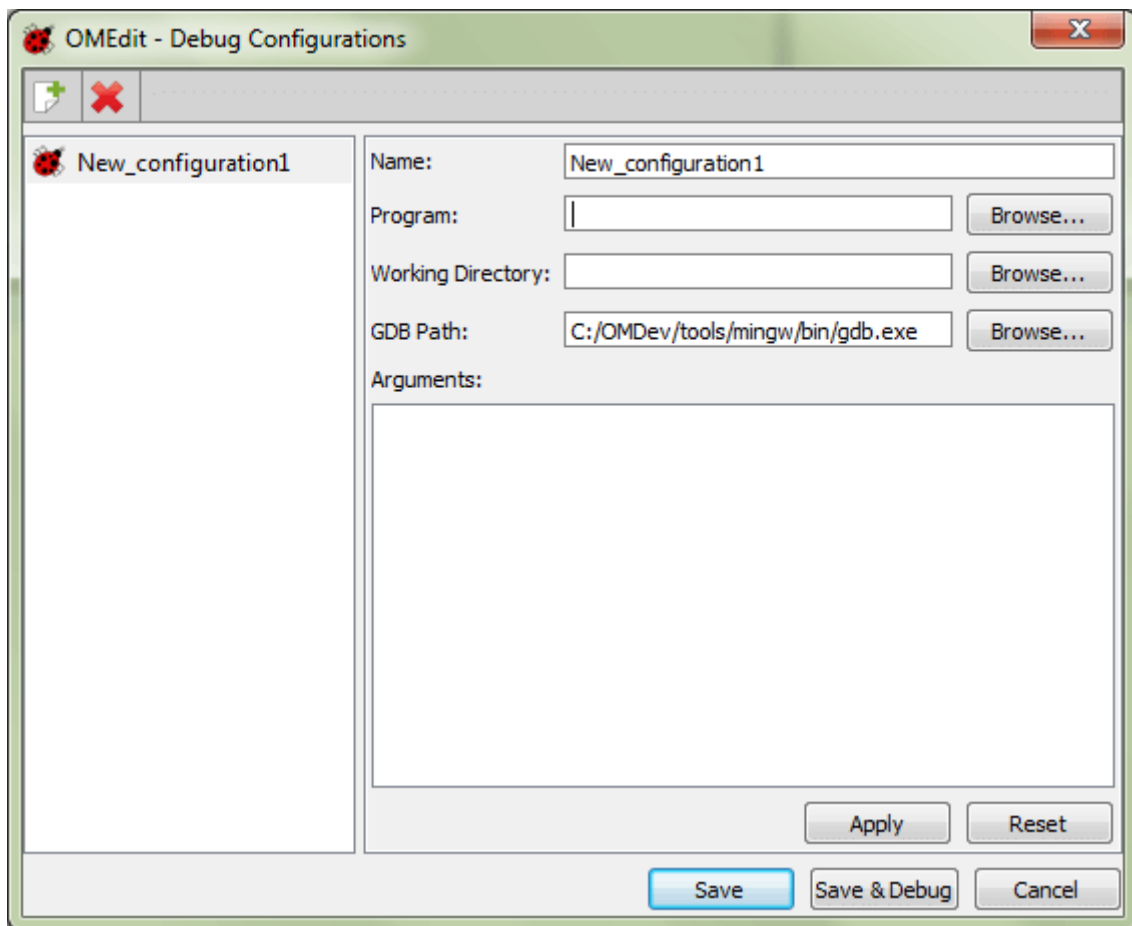 OMEdit - Debug Configurations
New_configuration1
Name: New_configuration1
Program: Browse...
Working Directory: Browse...
GDB Path: C:/OMDev/tools/mingw/bin/gdb.exe Browse...
Arguments:
Apply Reset
Save Save & Debug Cancel